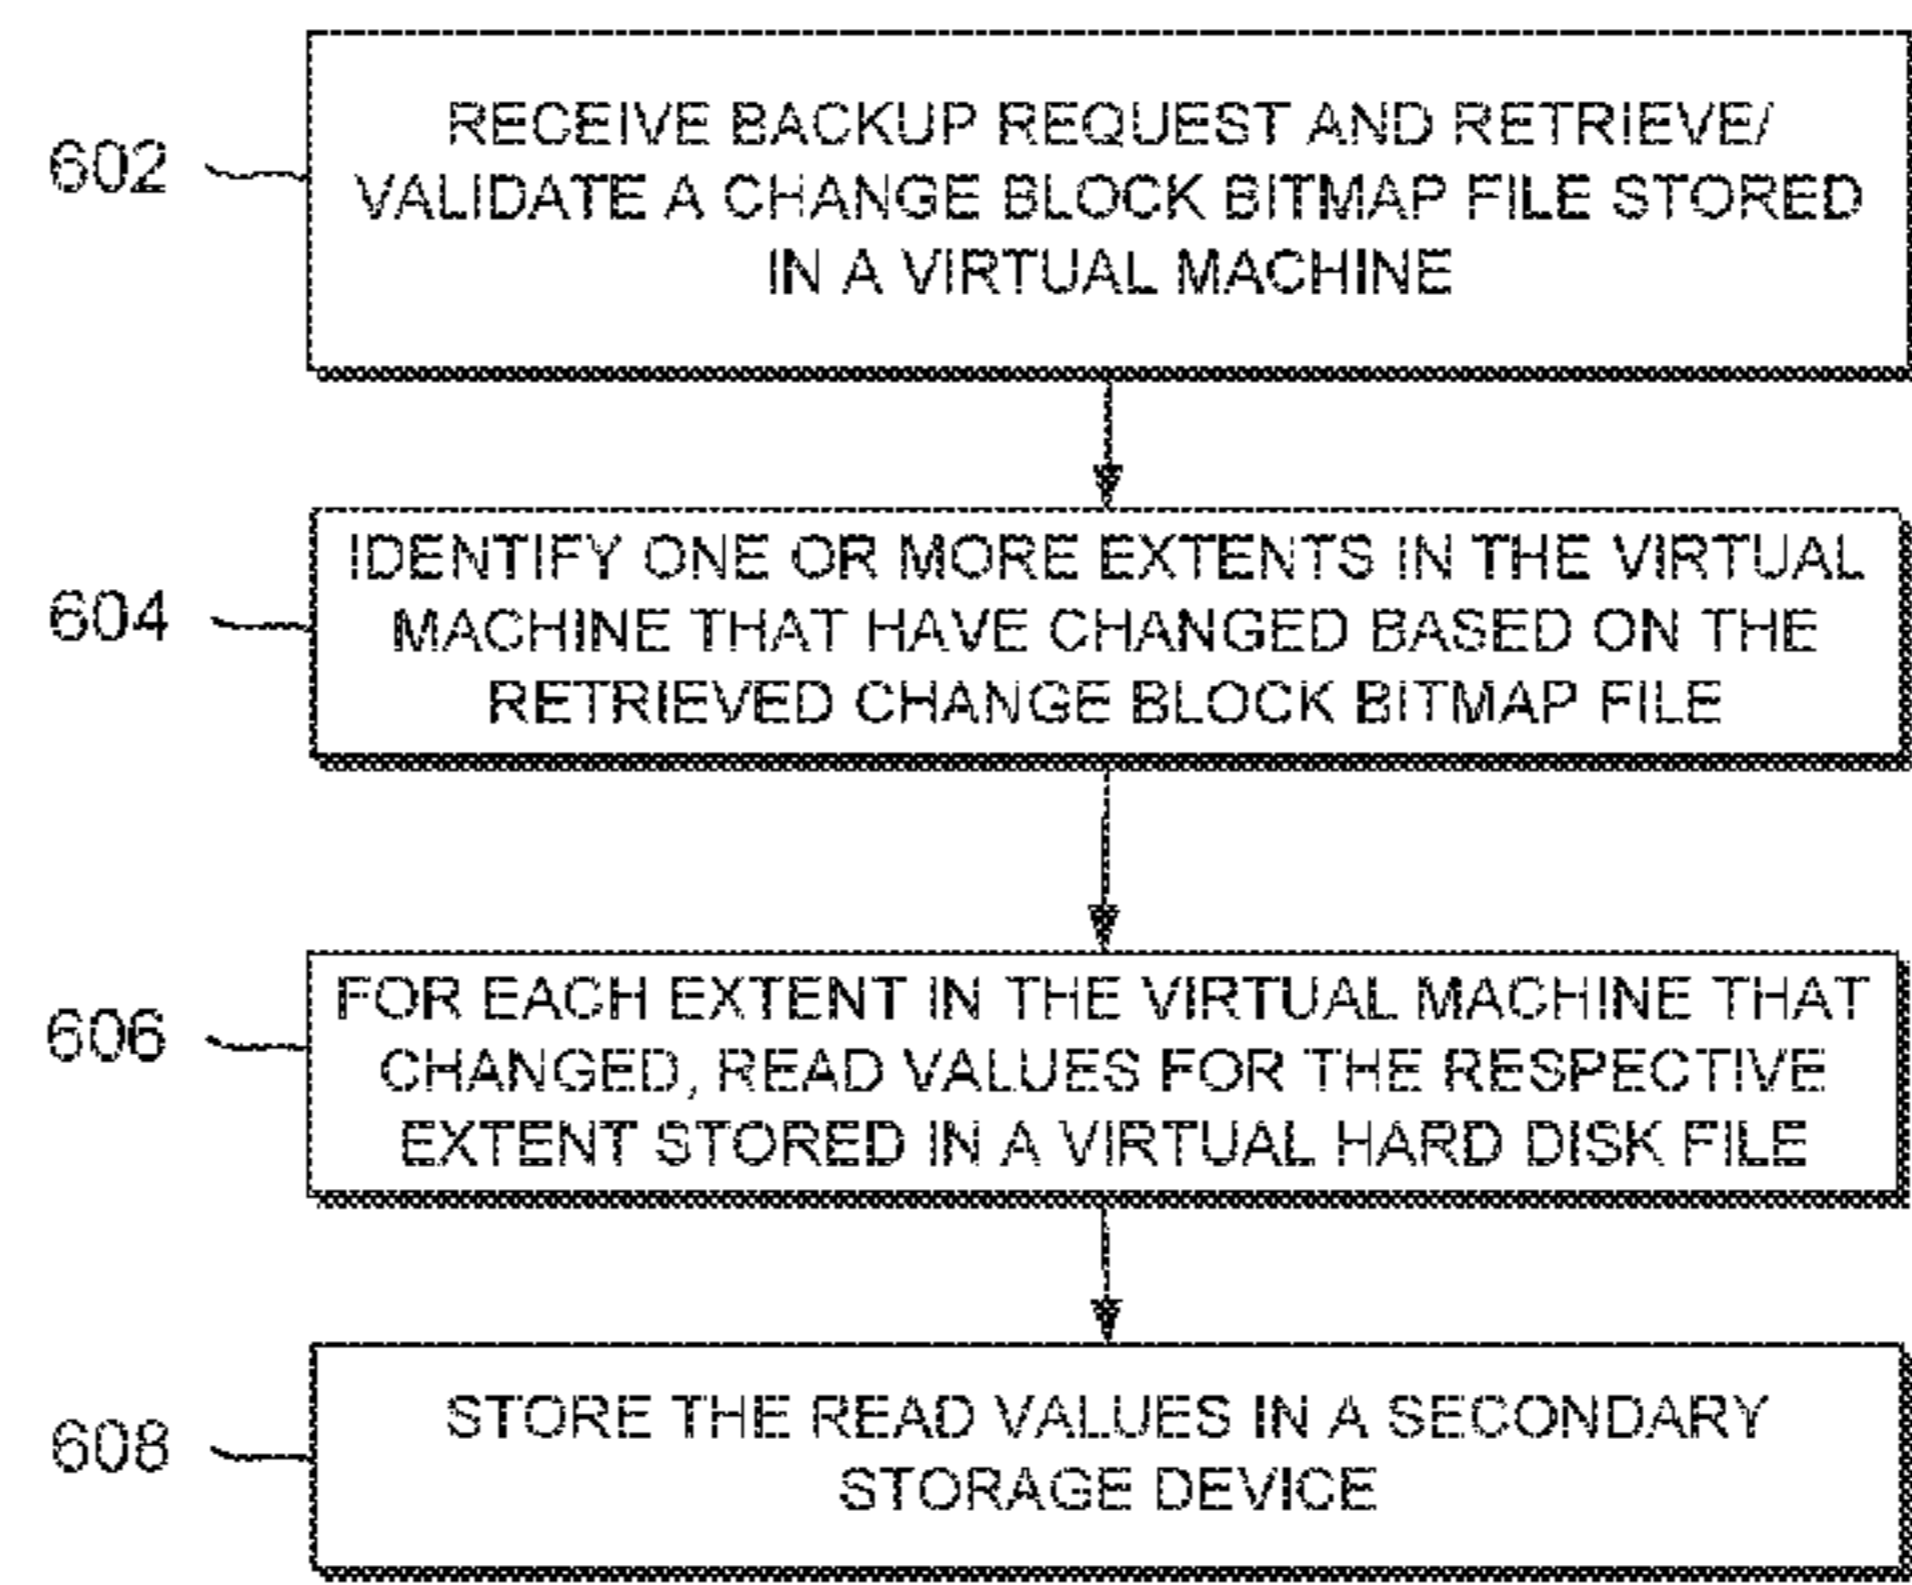 602
RECEIVE BACKUP REQUEST AND RETRIEVE/
VALIDATE A CHANGE BLOCK BITMAP FILE STORED
IN A VIRTUAL MACHINE
604
IDENTIFY ONE OR MORE EXTENTS IN THE VIRTUAL
MACHINE THAT HAVE CHANGED BASED ON THE
RETRIEVED CHANGE BLOCK BITMAP FILE
606
FOR EACH EXTENT IN THE VIRTUAL MACHINE THAT
CHANGED, READ VALUES FOR THE RESPECTIVE
EXTENT STORED IN A VIRTUAL HARD DISK FILE
608
STORE THE READ VALUES IN A SECONDARY
STORAGE DEVICE